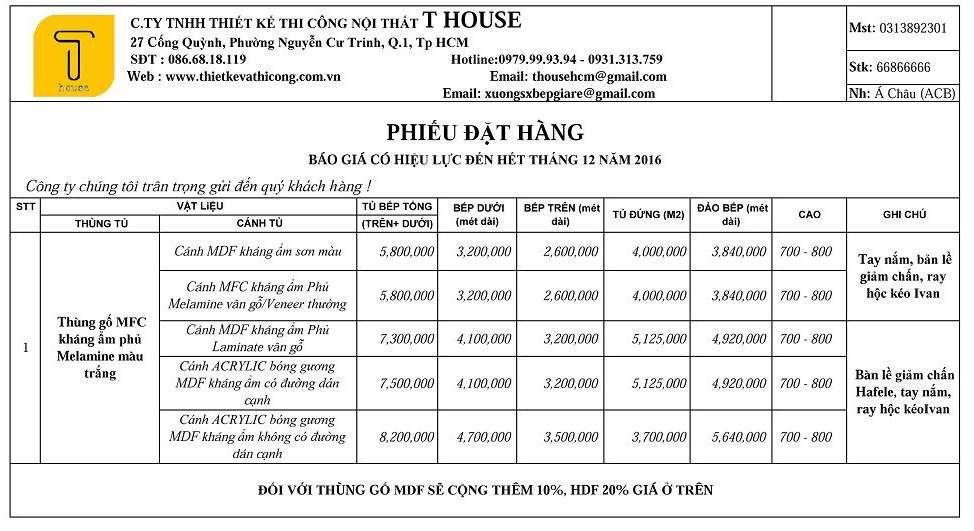 T
house
C.TY TNHH THIẾT KẾ THI CÔNG NỘI THẤT T HOUSE
27 Cống Quỳnh, Phường Nguyễn Cư Trinh, Q.1, Tp HCM
SĐT : 086.68.18.119 Hotline:0979.99.93.94 - 0931.313.759
Web : www.thietkevathicong.com.vn Email: thousehcm@gmail.com
Email: xuongsxbepgiare@gmail.com
Mst: 0313892301
Stk: 66866666
Nh: Á Châu (ACB)
PHIẾU ĐẶT HÀNG
BÁO GIÁ CÓ HIỆU LỰC ĐẾN HẾT THÁNG 12 NĂM 2016
Công ty chúng tôi trân trọng gửi đến quý khách hàng !
STT VẬT LIỆU TỦ BẾP TỔNG BẾP DƯỚI BẾP TRÊN (mét TỦ ĐỨNG (M2) ĐẢO BẾP (mét CAO GHI CHÚ
THÙNG TỦ CÁNH TỦ (TRÊN+ DƯỚI) (mét dài) dài) dài)
Cánh MDF kháng ẩm sơn màu 5,800,000 3,200,000 2,600,000 4,000,000 3,840,000 700 - 800
Tay nắm, bản lề
giảm chấn, ray
hộc kéo Ivan
Cánh MFC kháng ẩm Phủ
Melamine vân gỗ/Veneer thường 5,800,000 3,200,000 2,600,000 4,000,000 3,840,000 700 - 800
1
Thùng gố MFC
kháng ẩm phủ
Melamine màu
trắng
Cánh MDF kháng ẩm Phủ
Laminate vân gỗ 7,300,000 4,100,000 3,200,000 5,125,000 4,920,000 700 - 800
Cánh ACRYLIC bóng gương
MDF kháng ẩm có đường dán
cạnh 7,500,000 4,100,000 3,200,000 5,125,000 4,920,000 700 - 800
Bàn lề giảm chấn
Hafele, tay nắm,
ray hộc kéoIvan
Cánh ACRYLIC bóng gương
MDF kháng ẩm không có đường
dán cạnh 8,200,000 4,700,000 3,500,000 3,700,000 5,640,000 700 - 800
ĐỐI VỚI THÙNG GỐ MDF SẼ CỘNG THÊM 10%, HDF 20% GIÁ Ở TRÊN